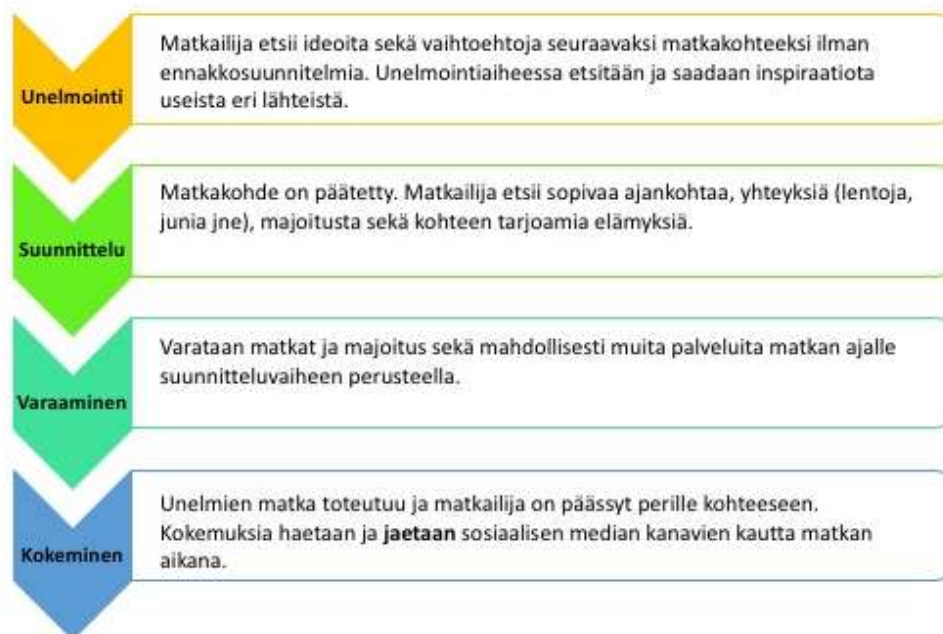 Unelmointi
Matkailija etsii ideoita sekä vaihtoehtoja seuraavaksi matkakohteeksi ilman
ennakkosuunnitelmia. Unelmointiaiheessa etsitään ja saadaan inspiraatiota
useista eri lähteistä.
Suunnittelu
Matkakohde on päätetty. Matkailija etsii sopivaa ajankohtaa, yhteyksiä (lentoja,
junia jne), majoitusta sekä kohteen tarjoamia elämyksiä.
Varaaminen
Varataan matkat ja majoitus sekä mahdollisesti muita palveluita matkan ajalle
suunnitteluvaiheen perusteella.
Kokeminen
Unelmien matka toteutuu ja matkailija on päässyt perille kohteeseen.
Kokemuksia haetaan ja jaetaan sosiaalisen median kanavien kautta matkan
aikana.